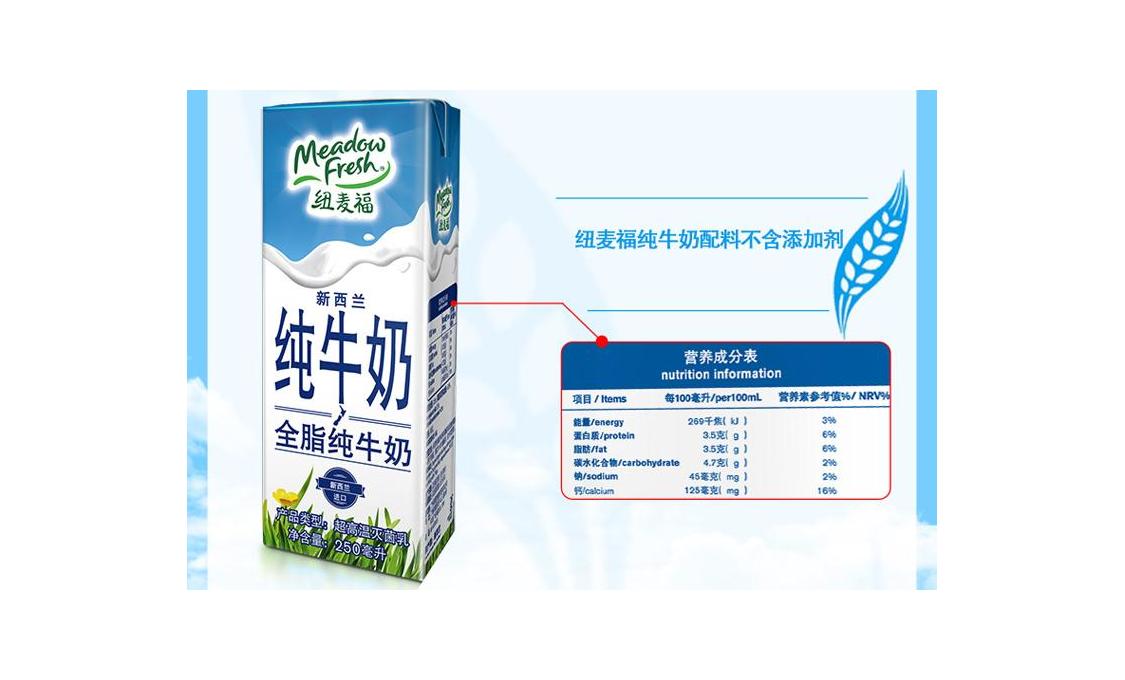 Meadow
Fresh
纽麦福
Meadow
Fresh
纽麦福
新西兰
纯牛奶
全脂纯牛奶
新西兰
进口
产品类型：超高温灭菌乳
净含量：250毫升
纽麦福纯牛奶配料不含添加剂
营养成分表
nutrition information
项目 / Items 每100毫升/per100mL 营养素参考值%/ NRV%
能量/energy 269千焦( kJ ) 3%
蛋白质/protein 3.5克( g ) 6%
脂肪/fat 3.5克( g ) 6%
碳水化合物/carbohydrate 4.7克( g ) 2%
钠/sodium 45毫克( mg ) 2%
钙/calcium 125毫克( mg ) 16%